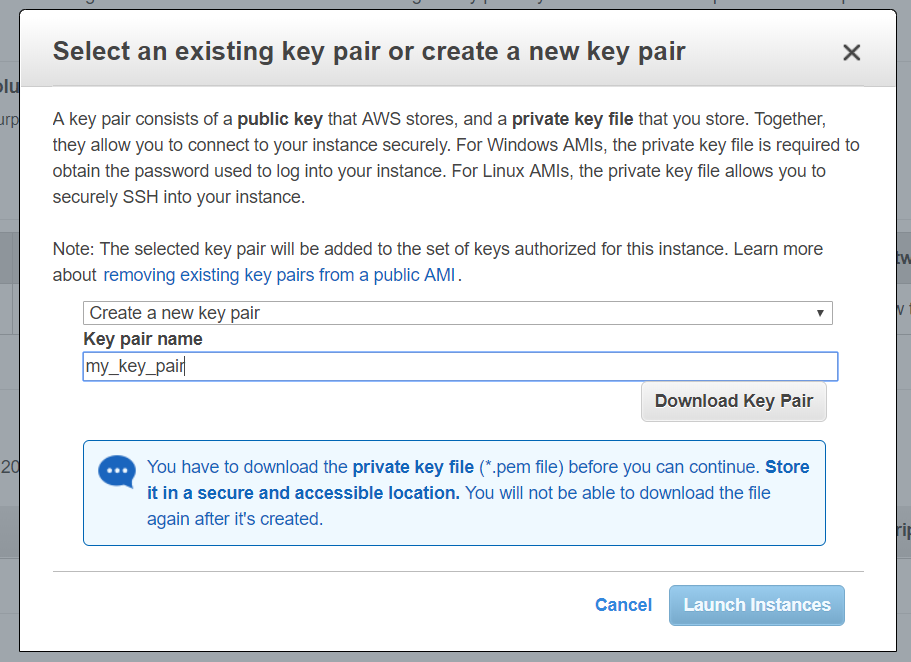 Select an existing key pair or create a new key pair
A key pair consists of a public key that AWS stores, and a private key file that you store. Together,
they allow you to connect to your instance securely. For Windows AMIs, the private key file is required to
obtain the password used to log into your instance. For Linux AMIs, the private key file allows you to
securely SSH into your instance.
Note: The selected key pair will be added to the set of keys authorized for this instance. Learn more
about removing existing key pairs from a public AMI.
Create a new key pair
Key pair name
my_key_pair
Download Key Pair
You have to download the private key file (*.pem file) before you can continue. Store
it in a secure and accessible location. You will not be able to download the file
again after it's created.
20
Cancel
Launch Instances